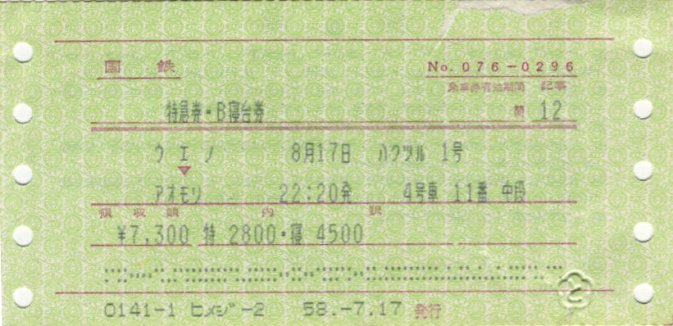 国鉄 No. 076-0296
乗車券有効期間 記事
間 12
特急券・B寝台券
ウエノ 8月17日 ハクツル 1号
アオモリ 22:20発 4号車 11番 中段
領収額 内訳
¥7,300 特 2800・寝 4500
0141-1 ヒメジ-2 58.-7.17 発行